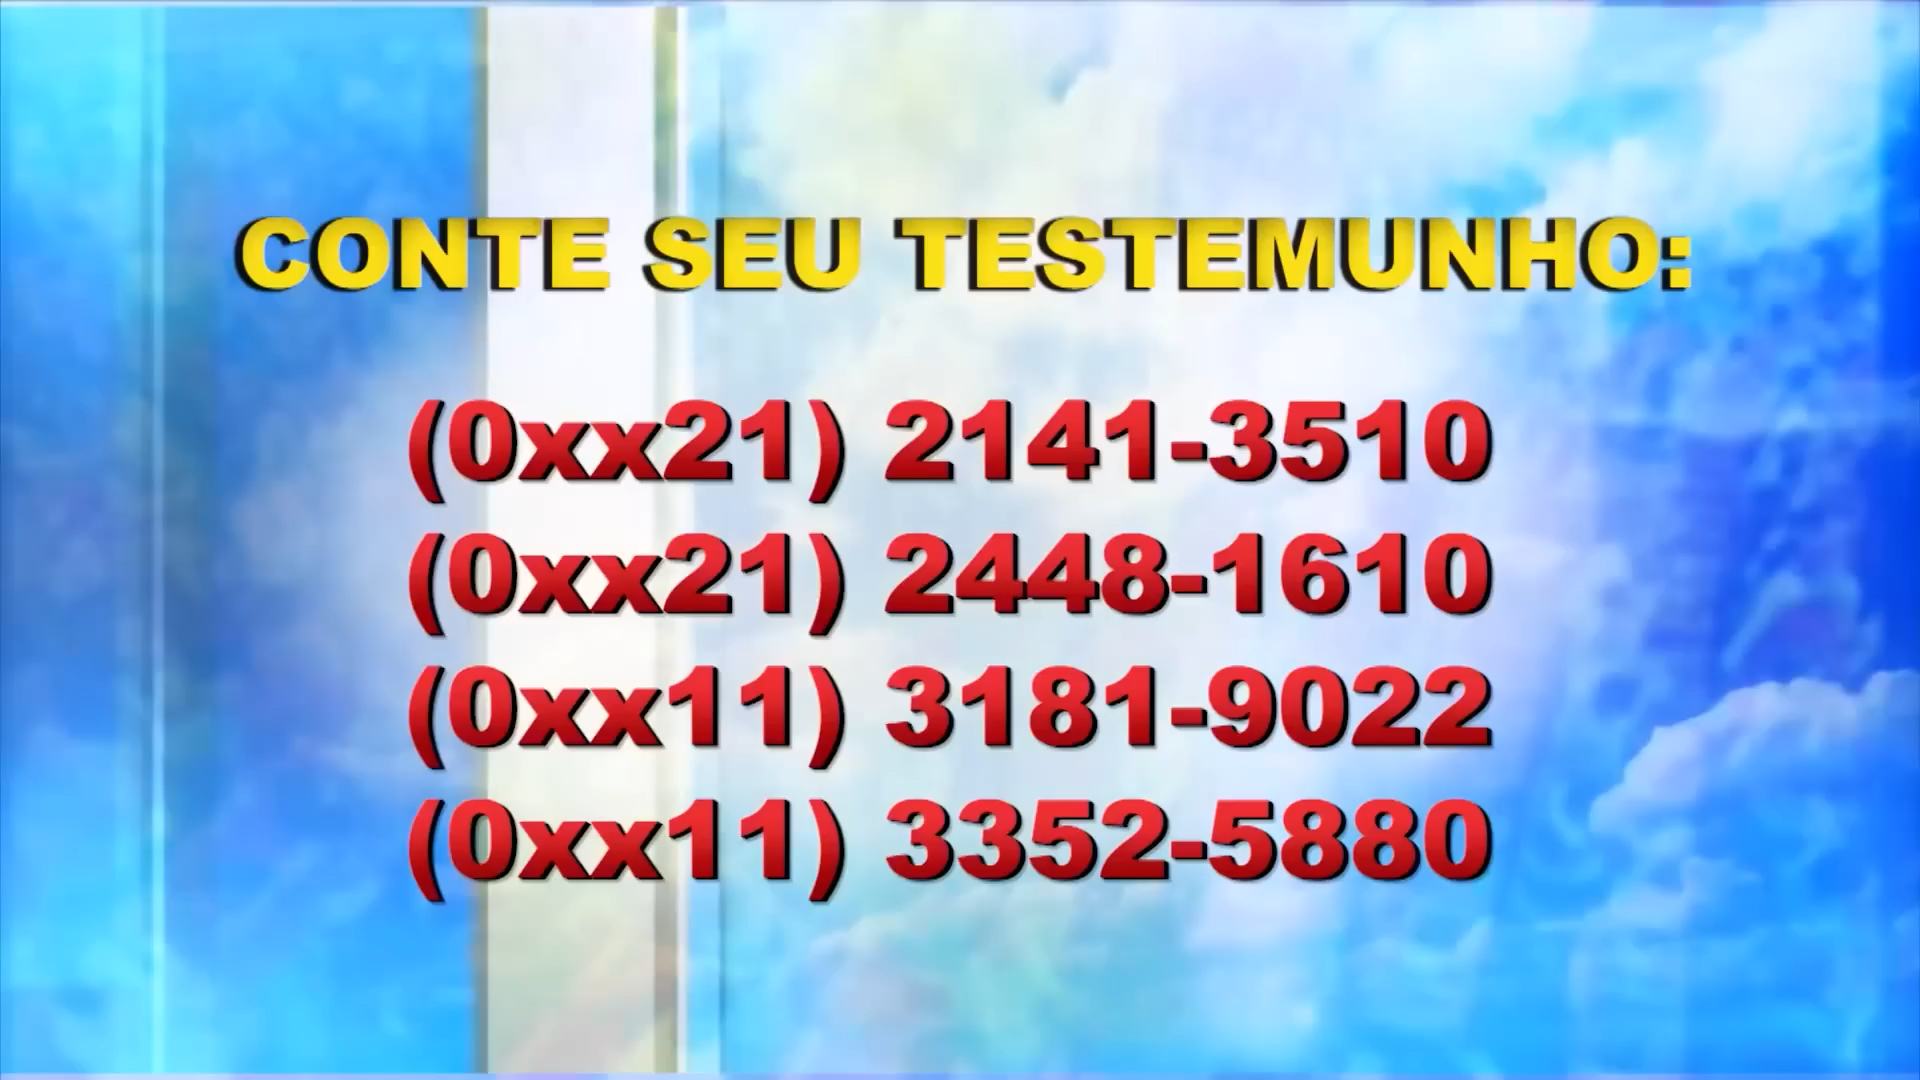 CONTE SEU TESTEMUNHO:
(0xx21) 2141-3510
(0xx21) 2448-1610
(0xx11) 3181-9022
(0xx11) 3352-5880